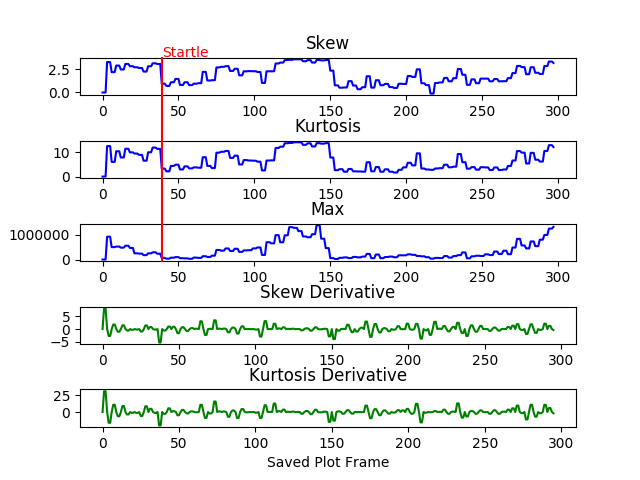 Skew
Startle
2.5
0.0
0 50 100 150 200 250 300
Kurtosis
10
0
0 50 100 150 200 250 300
Max
1000000
0
0 50 100 150 200 250 300
Skew Derivative
5
0
−5
0 50 100 150 200 250 300
Kurtosis Derivative
25
0
0 50 100 150 200 250 300
Saved Plot Frame